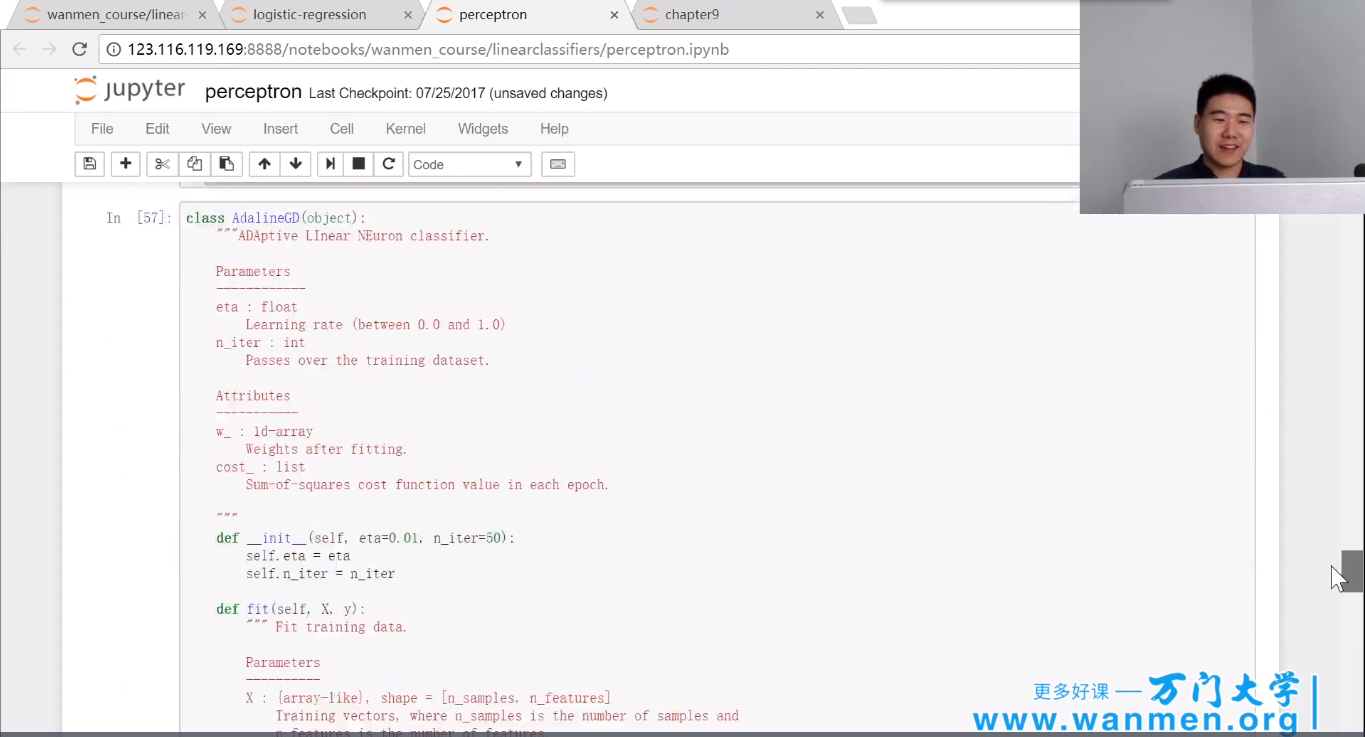 wanmen_course/linear
logistic-regression
perceptron
chapter9
123.116.119.169:8888/notebooks/wanmen_course/linearclassifiers/perceptron.ipynb
jupyter perceptron Last Checkpoint: 07/25/2017 (unsaved changes)
File Edit View Insert Cell Kernel Widgets Help
Code
In [57]: class AdalineGD(object):
"""ADAptive LInear NEuron classifier.
Parameters
------------
eta : float
Learning rate (between 0.0 and 1.0)
n_iter : int
Passes over the training dataset.
Attributes
-----------
w_ : 1d-array
Weights after fitting.
cost_ : list
Sum-of-squares cost function value in each epoch.
"""
def __init__(self, eta=0.01, n_iter=50):
self.eta = eta
self.n_iter = n_iter
def fit(self, X, y):
""" Fit training data.
Parameters
----------
X : {array-like}, shape = [n_samples, n_features]
Training vectors, where n_samples is the number of samples and
n_features is the number of features.
更多好课 — 万门大学
www.wanmen.org